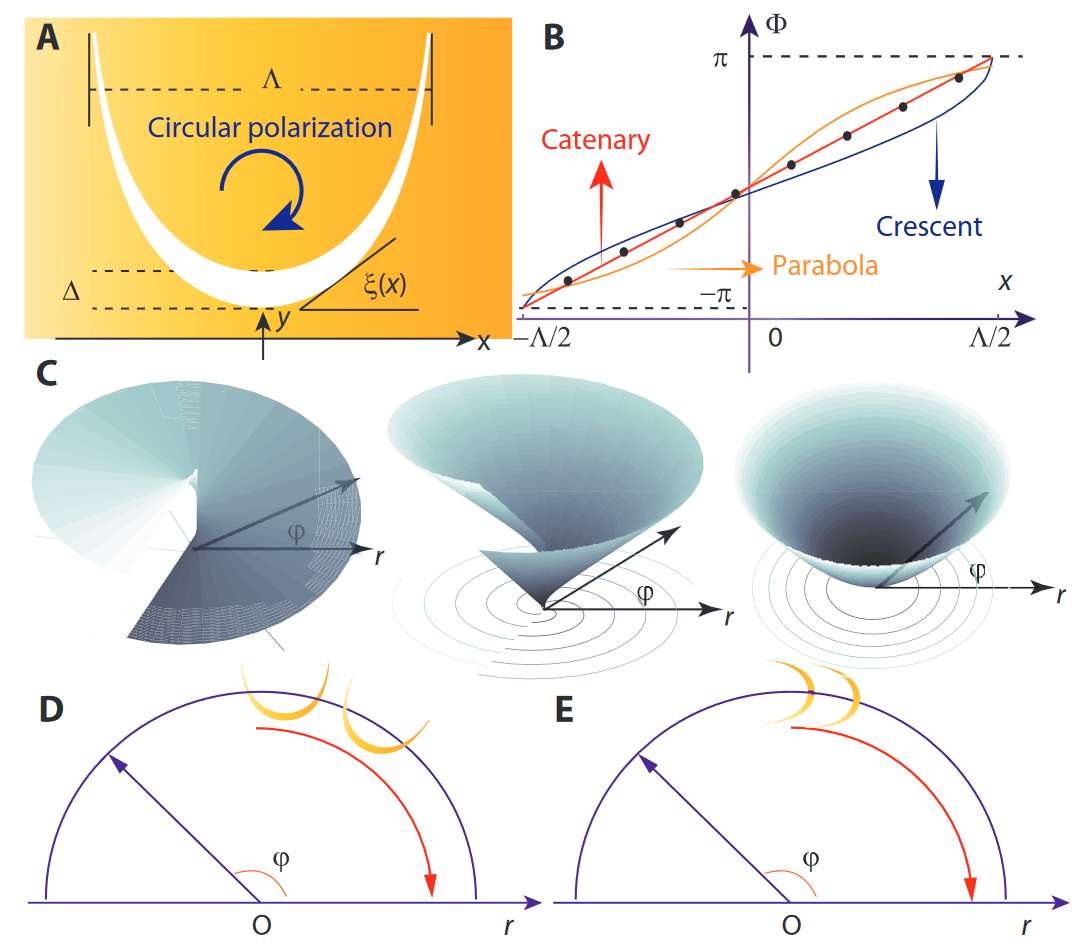 A
Λ
Circular polarization
Δ
ξ(x)
y
x
B
Φ
π
Catenary
Crescent
Parabola
x
−π
−Λ/2
0
Λ/2
C
φ
r
φ
r
φ
r
D
φ
O
r
E
φ
O
r